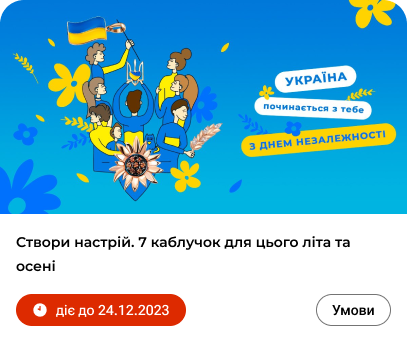 УКРАЇНА
починається з тебе
З ДНЕМ НЕЗАЛЕЖНОСТІ
Створи настрій. 7 каблучок для цього літа та
осені
діє до 24.12.2023
Умови